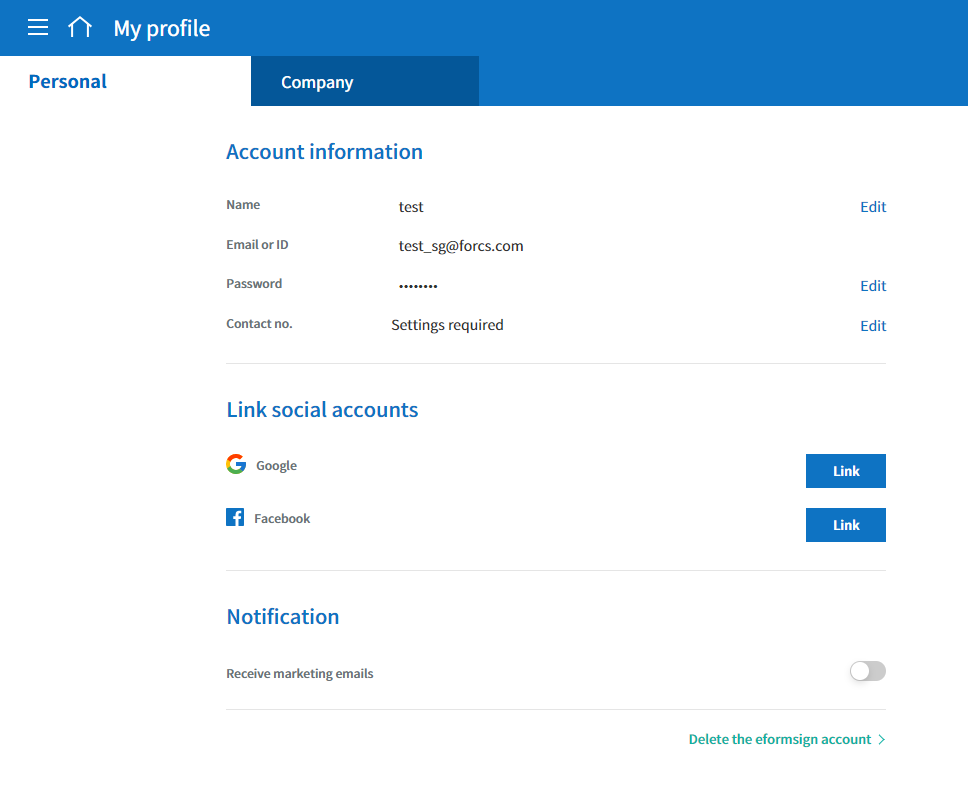 My profile
Personal
Company
Account information
Name test Edit
Email or ID test_sg@forcs.com
Password •••••••• Edit
Contact no. Settings required Edit
Link social accounts
Google Link
Facebook Link
Notification
Receive marketing emails
Delete the eformsign account